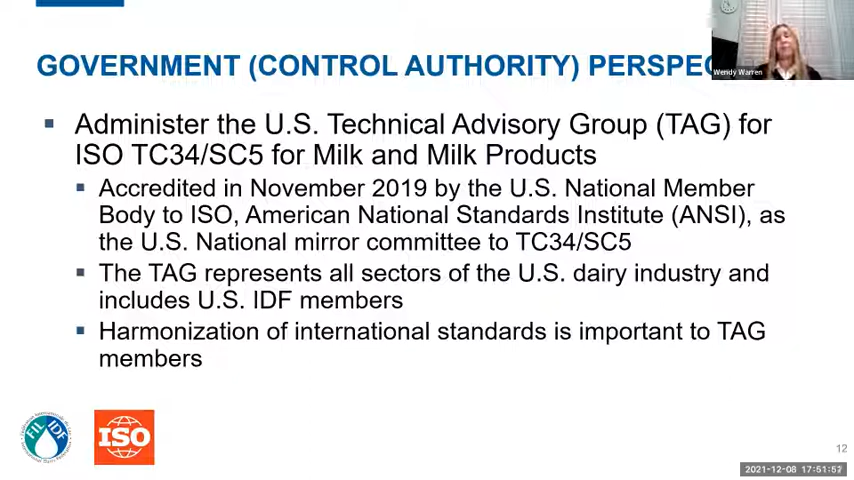 GOVERNMENT (CONTROL AUTHORITY)
Wendy Warren
Administer the U.S. Technical Advisory Group (TAG) for
ISO TC34/SC5 for Milk and Milk Products
Accredited in November 2019 by the U.S. National Member
Body to ISO, American National Standards Institute (ANSI), as
the U.S. National mirror committee to TC34/SC5
The TAG represents all sectors of the U.S. dairy industry and
includes U.S. IDF members
Harmonization of international standards is important to TAG
members
FIL IDF
ISO
12
2021-12-08 17:51:57